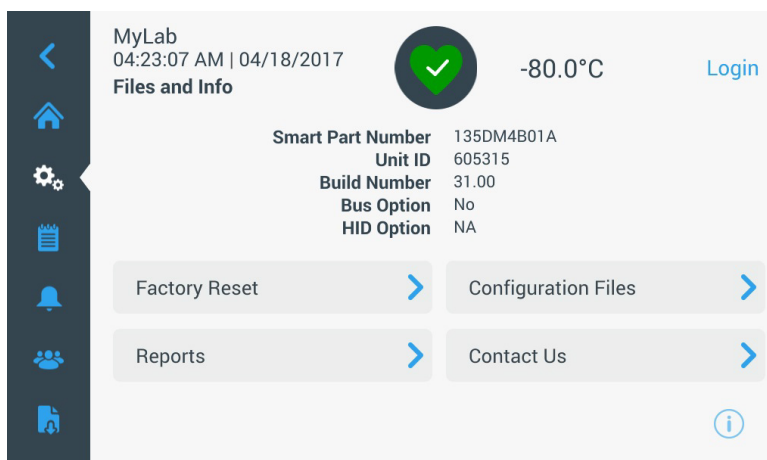 MyLab
04:23:07 AM | 04/18/2017
Files and Info
-80.0°C
Login
Smart Part Number 135DM4B01A
Unit ID 605315
Build Number 31.00
Bus Option No
HID Option NA
Factory Reset
Configuration Files
Reports
Contact Us